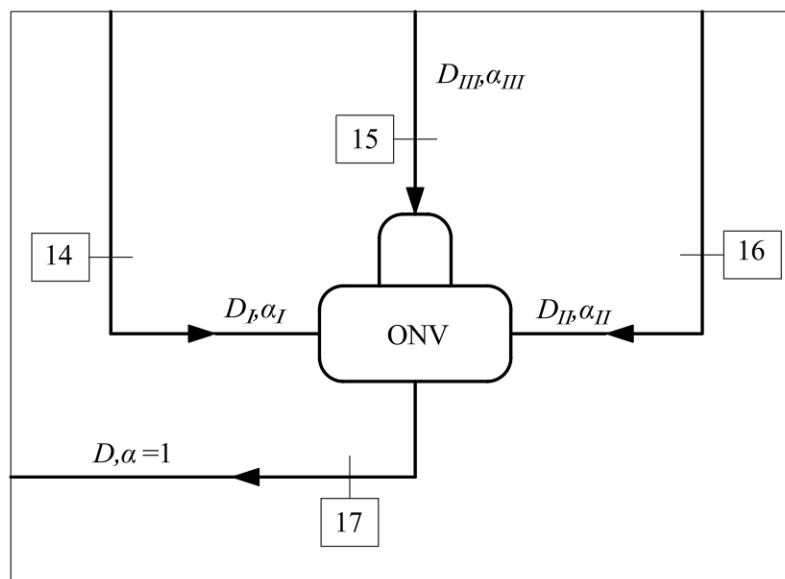 D_III,α_III
15
14
16
D_I,α_I
ONV
D_II,α_II
D,α=1
17